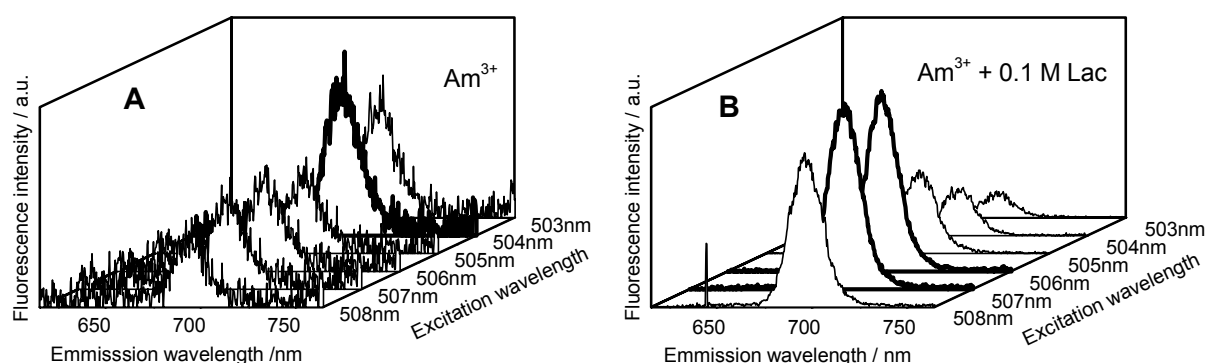 A
Am³⁺
Fluorescence intensity / a.u.
503nm
504nm
505nm
506nm
507nm
508nm
Excitation wavelength
650 700 750
Emmisssion wavelength /nm
B
Am³⁺ + 0.1 M Lac
Fluorescence intensity / a.u.
503nm
504nm
505nm
506nm
507nm
508nm
Excitation wavelength
650 700 750
Emmission wavelength / nm